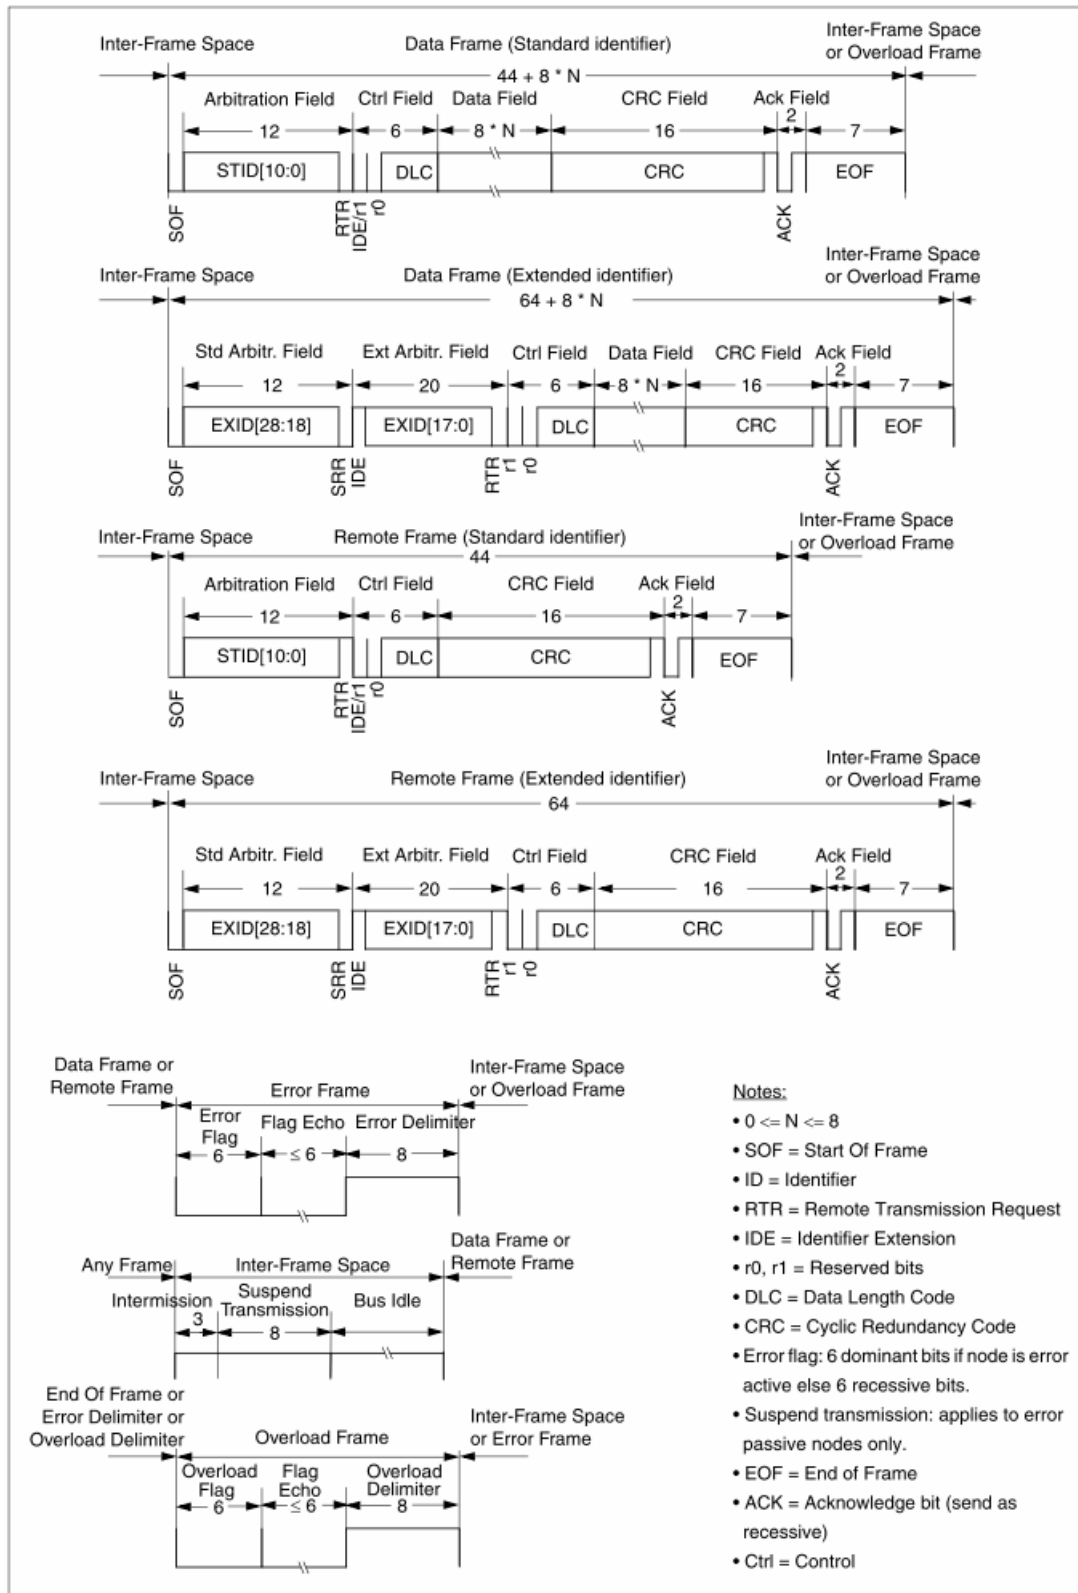 Inter-Frame Space
Data Frame (Standard identifier)
Inter-Frame Space
or Overload Frame
44 + 8 * N
Arbitration Field
Ctrl Field
Data Field
CRC Field
Ack Field
12
6
8 * N
16
2
7
STID[10:0]
DLC
CRC
EOF
SOF
RTR
IDE/r1
r0
ACK
Inter-Frame Space
Data Frame (Extended identifier)
Inter-Frame Space
or Overload Frame
64 + 8 * N
Std Arbitr. Field
Ext Arbitr. Field
Ctrl Field
Data Field
CRC Field
Ack Field
12
20
6
8 * N
16
2
7
EXID[28:18]
EXID[17:0]
DLC
CRC
EOF
SOF
SRR
IDE
RTR
r1
r0
ACK
Inter-Frame Space
Remote Frame (Standard identifier)
Inter-Frame Space
or Overload Frame
44
Arbitration Field
Ctrl Field
CRC Field
Ack Field
12
6
16
2
7
STID[10:0]
DLC
CRC
EOF
SOF
RTR
IDE/r1
r0
ACK
Inter-Frame Space
Remote Frame (Extended identifier)
Inter-Frame Space
or Overload Frame
64
Std Arbitr. Field
Ext Arbitr. Field
Ctrl Field
CRC Field
Ack Field
12
20
6
16
2
7
EXID[28:18]
EXID[17:0]
DLC
CRC
EOF
SOF
SRR
IDE
RTR
r1
r0
ACK
Data Frame or
Remote Frame
Error Frame
Inter-Frame Space
or Overload Frame
Error
Flag
Flag Echo
Error Delimiter
6
≤ 6
8
Any Frame
Inter-Frame Space
Data Frame or
Remote Frame
Intermission
Suspend
Transmission
Bus Idle
3
8
End Of Frame or
Error Delimiter or
Overload Delimiter
Overload Frame
Inter-Frame Space
or Error Frame
Overload
Flag
Flag
Echo
Overload
Delimiter
6
≤ 6
8
Notes:
• 0 <= N <= 8
• SOF = Start Of Frame
• ID = Identifier
• RTR = Remote Transmission Request
• IDE = Identifier Extension
• r0, r1 = Reserved bits
• DLC = Data Length Code
• CRC = Cyclic Redundancy Code
• Error flag: 6 dominant bits if node is error
active else 6 recessive bits.
• Suspend transmission: applies to error
passive nodes only.
• EOF = End of Frame
• ACK = Acknowledge bit (send as
recessive)
• Ctrl = Control